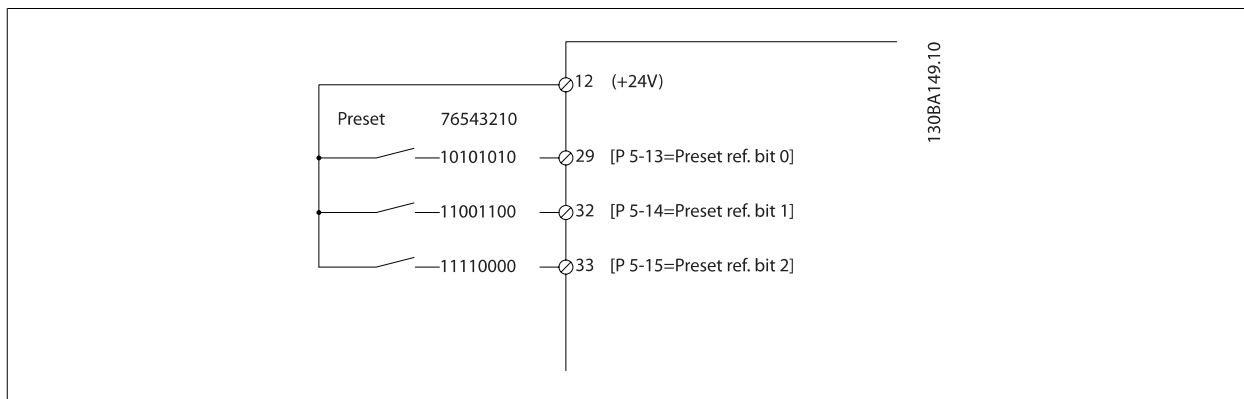 12 (+24V)
Preset 76543210
10101010 29 [P 5-13=Preset ref. bit 0]
11001100 32 [P 5-14=Preset ref. bit 1]
11110000 33 [P 5-15=Preset ref. bit 2]
130BA149.10